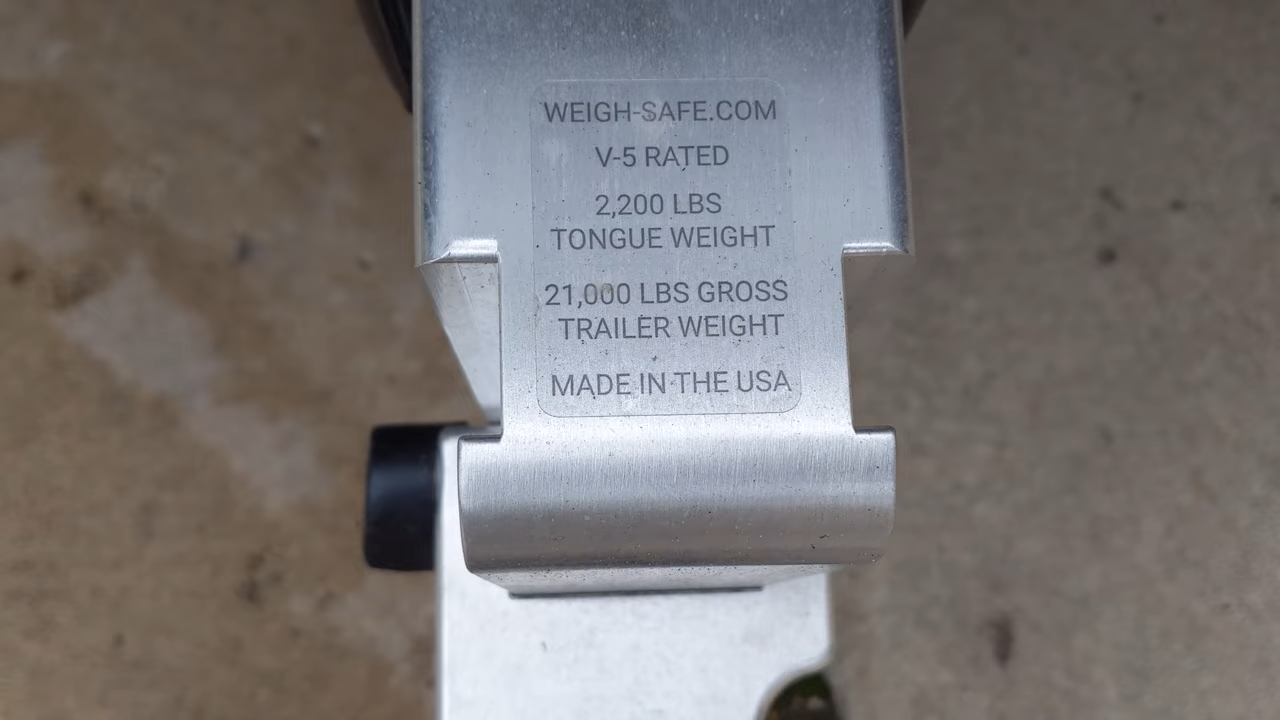 WEIGH-SAFE.COM
V-5 RATED
2,200 LBS
TONGUE WEIGHT
21,000 LBS GROSS
TRAILER WEIGHT
MADE IN THE USA